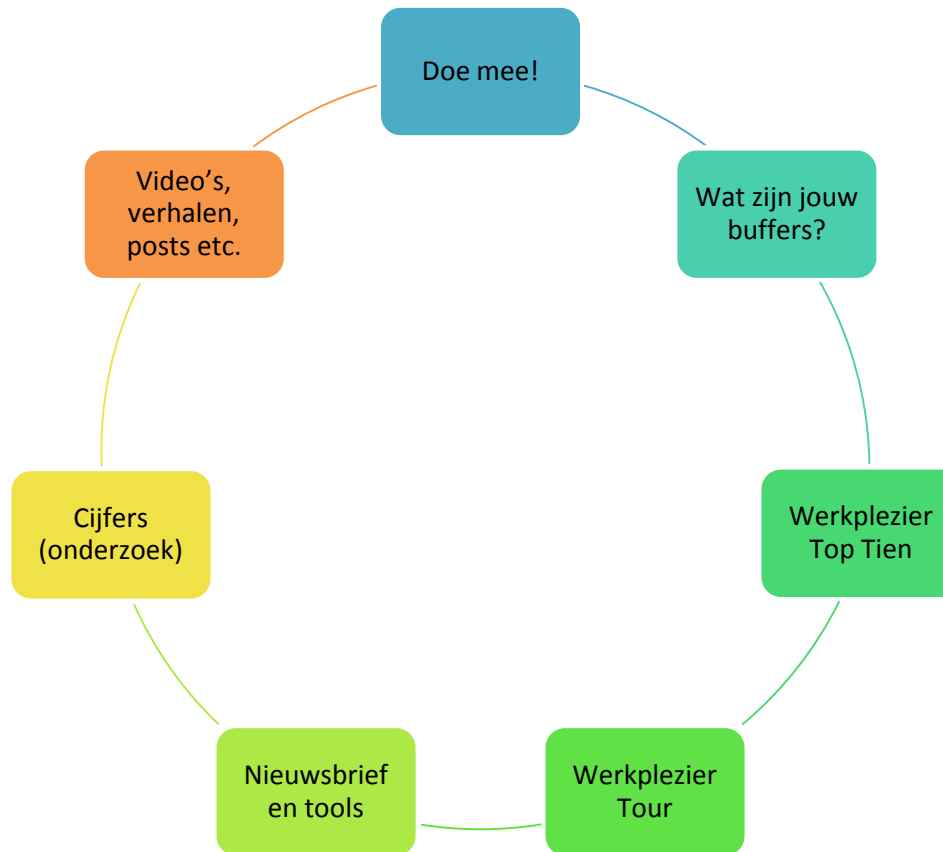 Doe mee!
Wat zijn jouw
buffers?
Werkplezier
Top Tien
Werkplezier
Tour
Nieuwsbrief
en tools
Cijfers
(onderzoek)
Video’s,
verhalen,
posts etc.